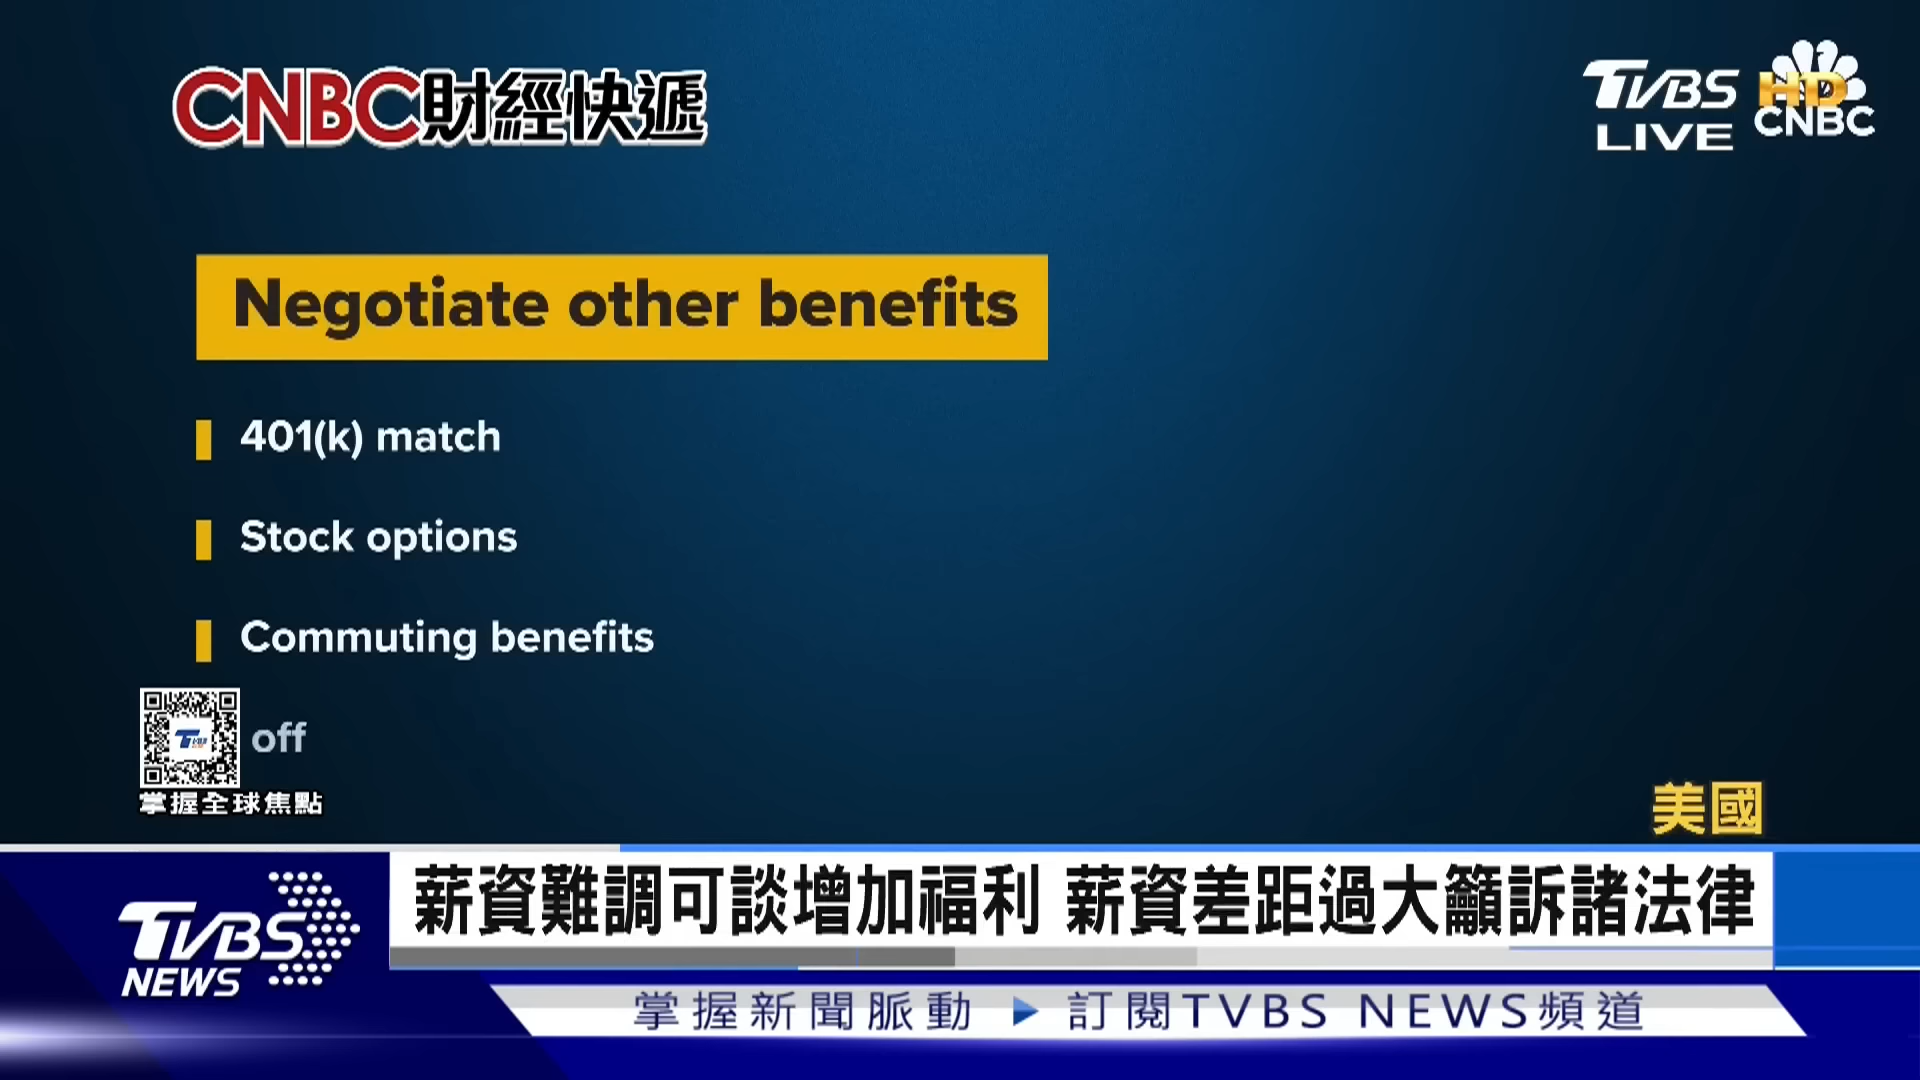 CNBC財經快遞
TVBS
LIVE
HD
CNBC
Negotiate other benefits
401(k) match
Stock options
Commuting benefits
off
掌握全球焦點
美國
薪資難調可談增加福利 薪資差距過大籲訴諸法律
TVBS
NEWS
掌握新聞脈動 ▶ 訂閱TVBS NEWS頻道